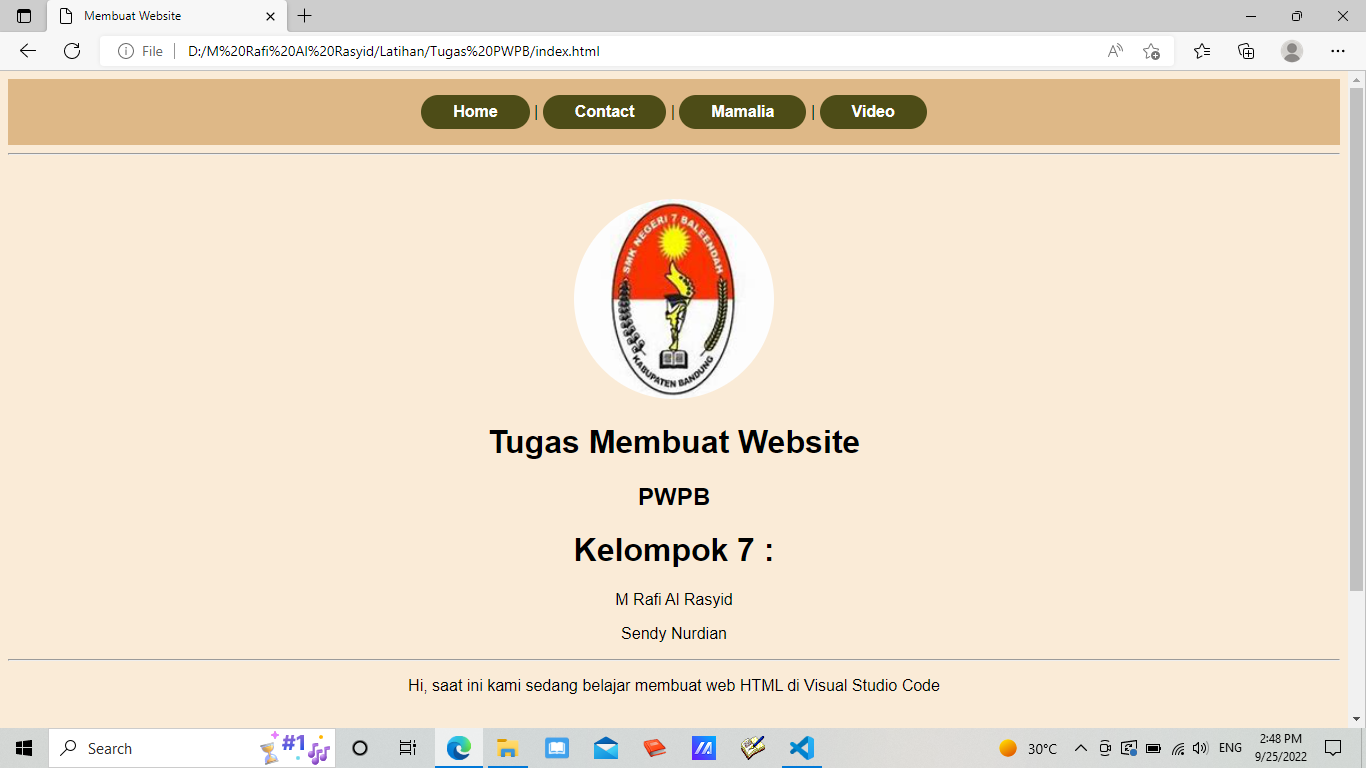 Membuat Website
File
D:/M%20Rafi%20Al%20Rasyid/Latihan/Tugas%20PWPB/index.html
Home | Contact | Mamalia | Video
SMK NEGERI 7 BALEENDAH
KABUPATEN BANDUNG
Tugas Membuat Website
PWPB
Kelompok 7 :
M Rafi Al Rasyid
Sendy Nurdian
Hi, saat ini kami sedang belajar membuat web HTML di Visual Studio Code
Search
#1
30°C
ENG
2:48 PM
9/25/2022